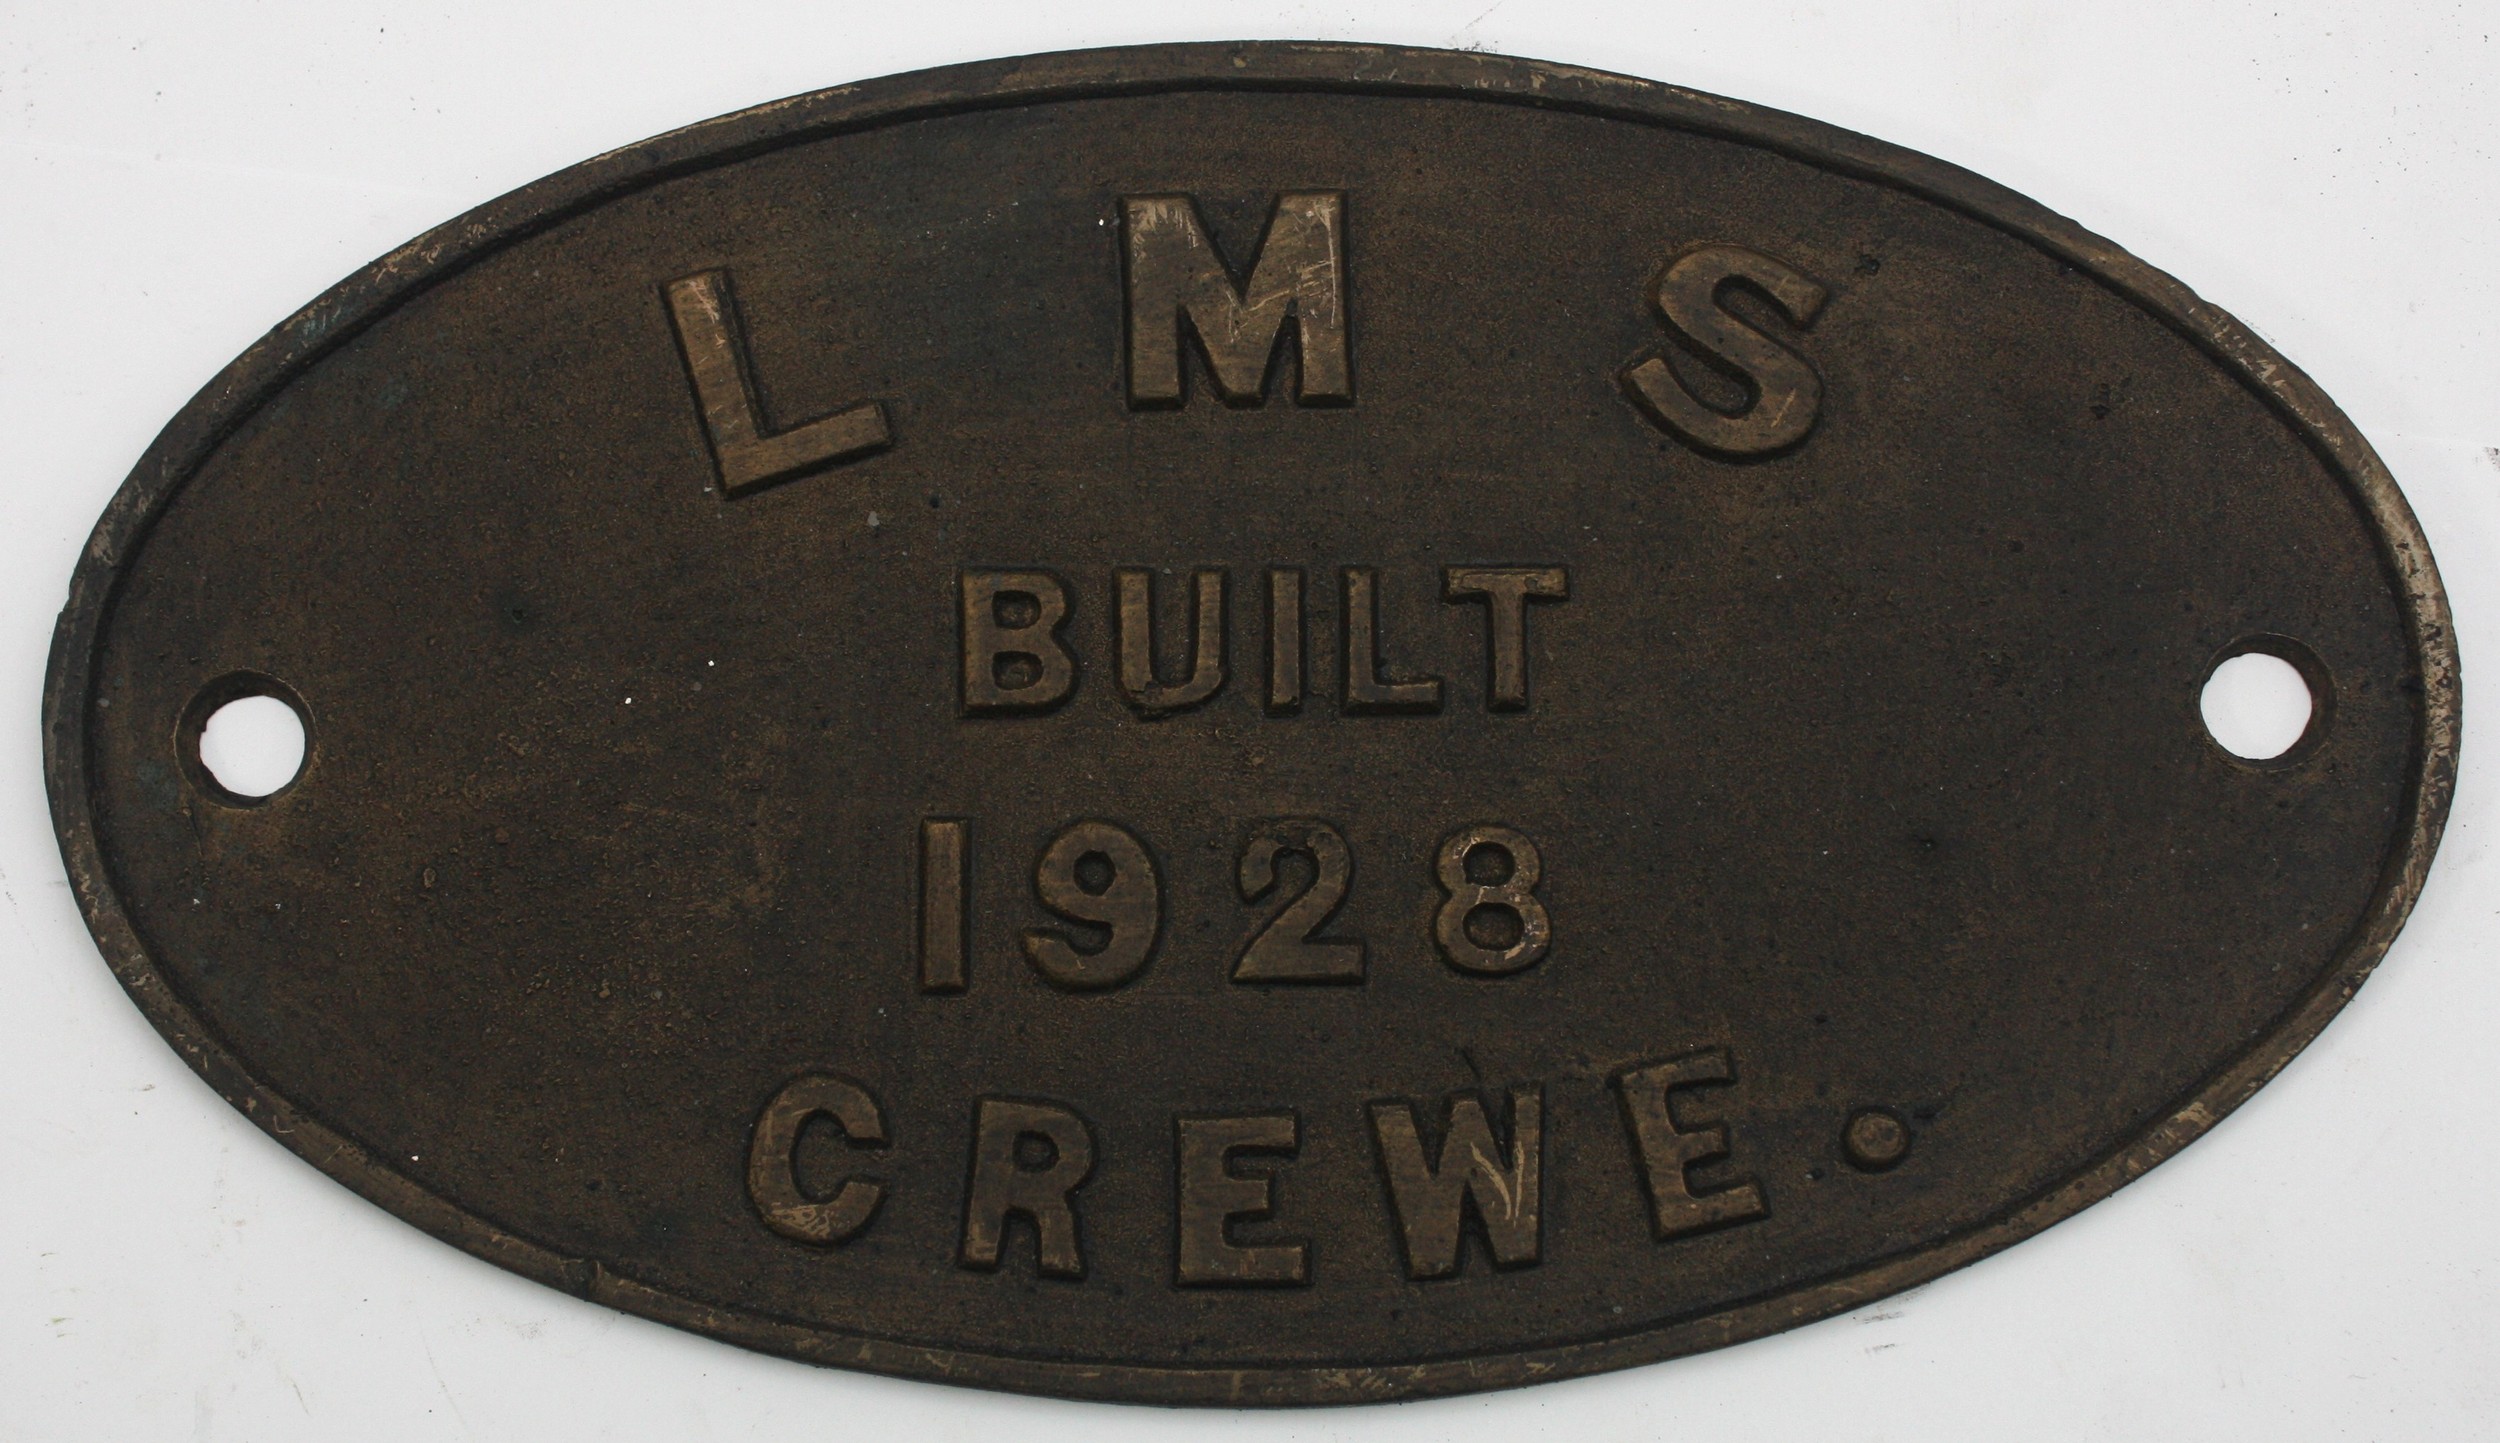 L M S
BUILT
1928
CREWE.